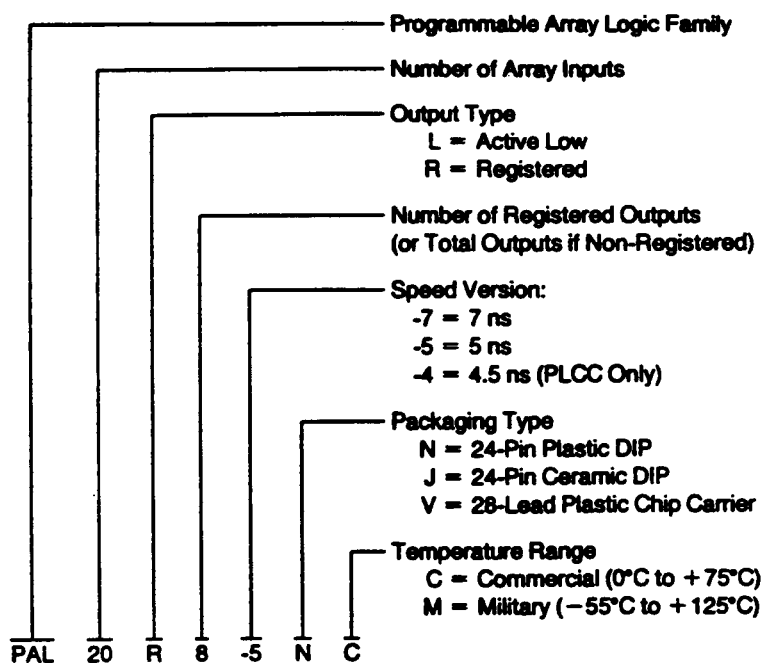 Programmable Array Logic Family
Number of Array Inputs
Output Type
L = Active Low
R = Registered
Number of Registered Outputs
(or Total Outputs if Non-Registered)
Speed Version:
-7 = 7 ns
-5 = 5 ns
-4 = 4.5 ns (PLCC Only)
Packaging Type
N = 24-Pin Plastic DIP
J = 24-Pin Ceramic DIP
V = 28-Lead Plastic Chip Carrier
Temperature Range
C = Commercial (0°C to +75°C)
M = Military (−55°C to +125°C)
PAL 20 R 8 -5 N C